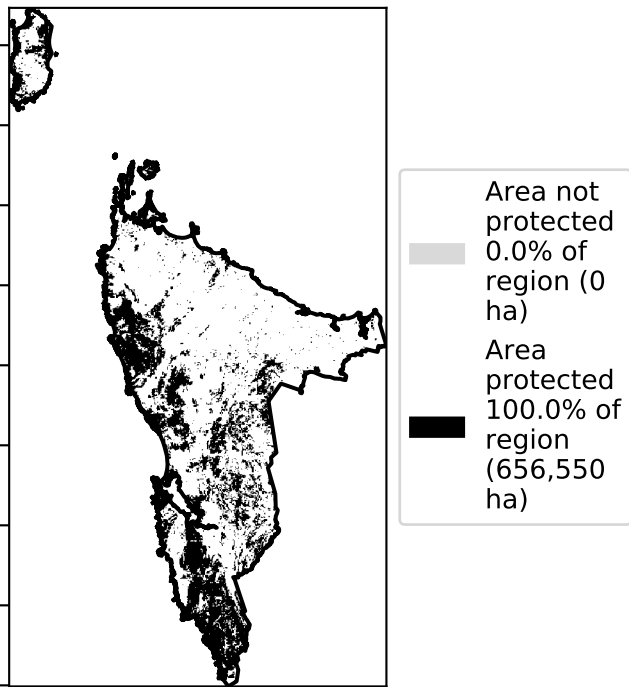 Area not
protected
0.0% of
region (0
ha)
Area
protected
100.0% of
region
(656,550
ha)